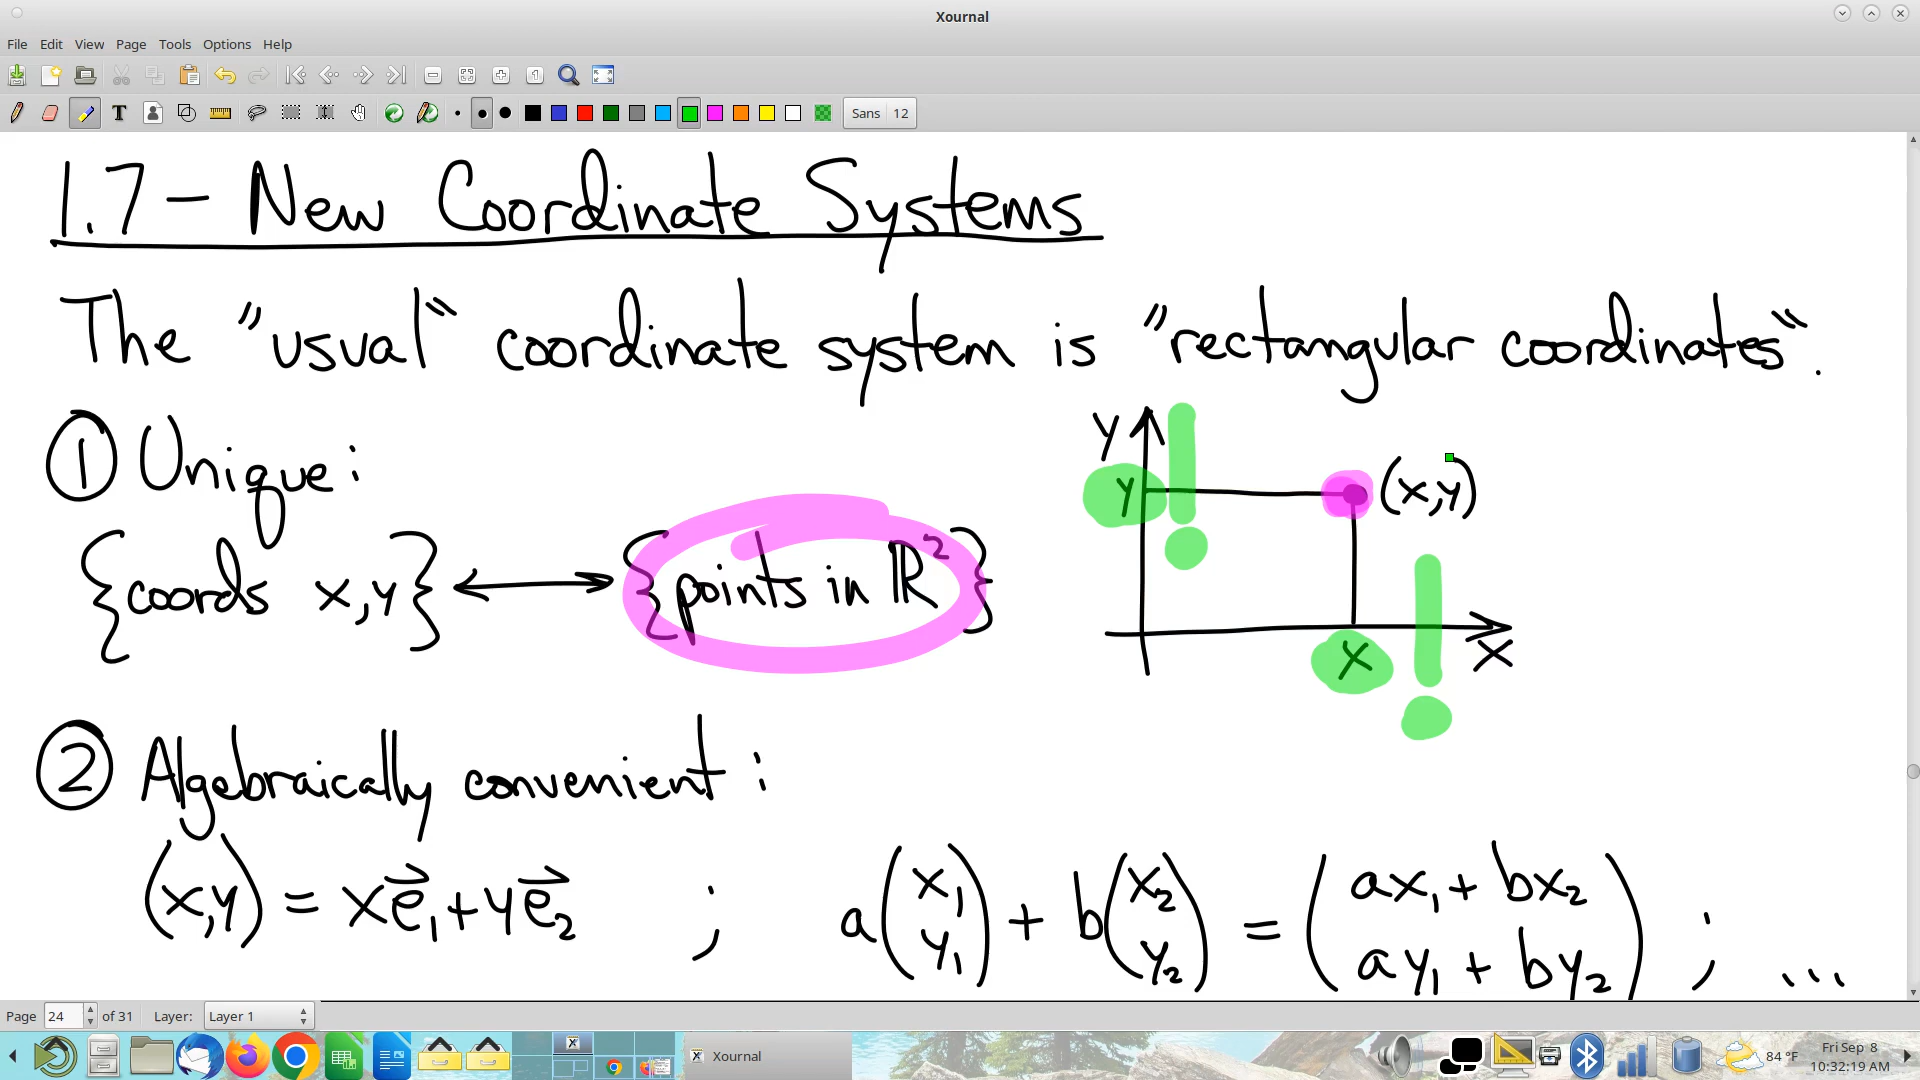 Xournal
File Edit View Page Tools Options Help
Sans 12
1.7 - New Coordinate Systems
The "usual" coordinate system is "rectangular coordinates".
① Unique:
{coords x,y} ↔ {points in ℝ²}
y
y
(x,y)
x
x
② Algebraically convenient:
(x,y) = xe⃗₁+ye⃗₂ ; a(x₁ y₁) + b(x₂ y₂) = (ax₁ + bx₂ ay₁ + by₂) ; ...
Page 24 of 31 Layer: Layer 1
Xournal
84 °F
Fri Sep 8
10:32:19 AM